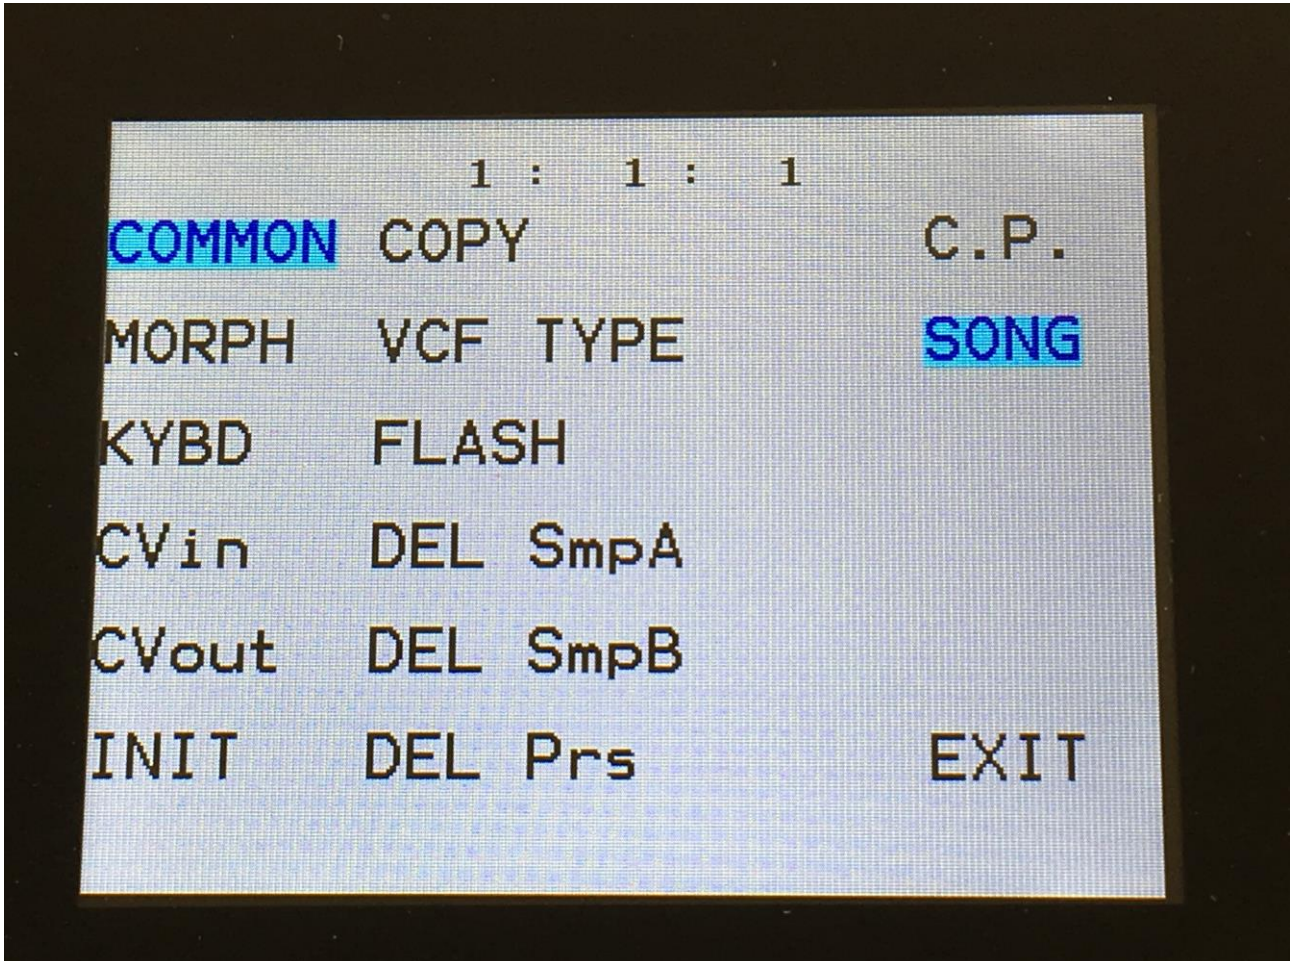 1 : 1 : 1
COMMON COPY C.P.
MORPH VCF TYPE SONG
KYBD FLASH
CVin DEL SmpA
CVout DEL SmpB
INIT DEL Prs EXIT